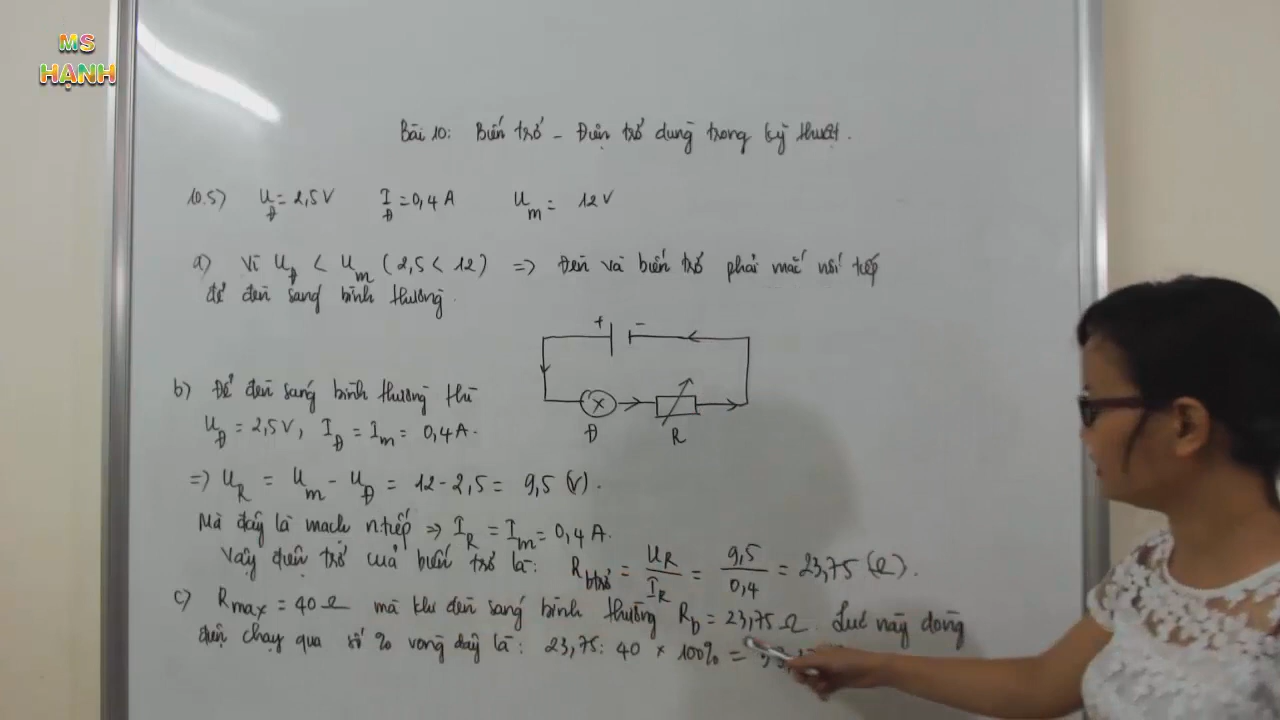 MS
HẠNH
Bài 10: Biến trở - Điện trở dùng trong kỹ thuật.
10.5) UĐ = 2,5V IĐ = 0,4 A Um = 12 V
a) Vì UĐ < Um (2,5 < 12) => Đèn và biến trở phải mắc nối tiếp
để đèn sáng bình thường.
+ -
Đ R
b) Để đèn sáng bình thường thì
UĐ = 2,5V, IĐ = Im = 0,4A.
=> UR = Um - UĐ = 12 - 2,5 = 9,5 (V).
Mà đây là mạch n.tiếp => IR = Im = 0,4 A.
Vậy điện trở của biến trở là: Rbtrở = UR/IR = 9,5/0,4 = 23,75 (Ω).
c) Rmax = 40Ω mà khi đèn sáng bình thường Rb = 23,75Ω. Lúc này dòng
điện chạy qua số % vòng dây là: 23,75 : 40 × 100% =